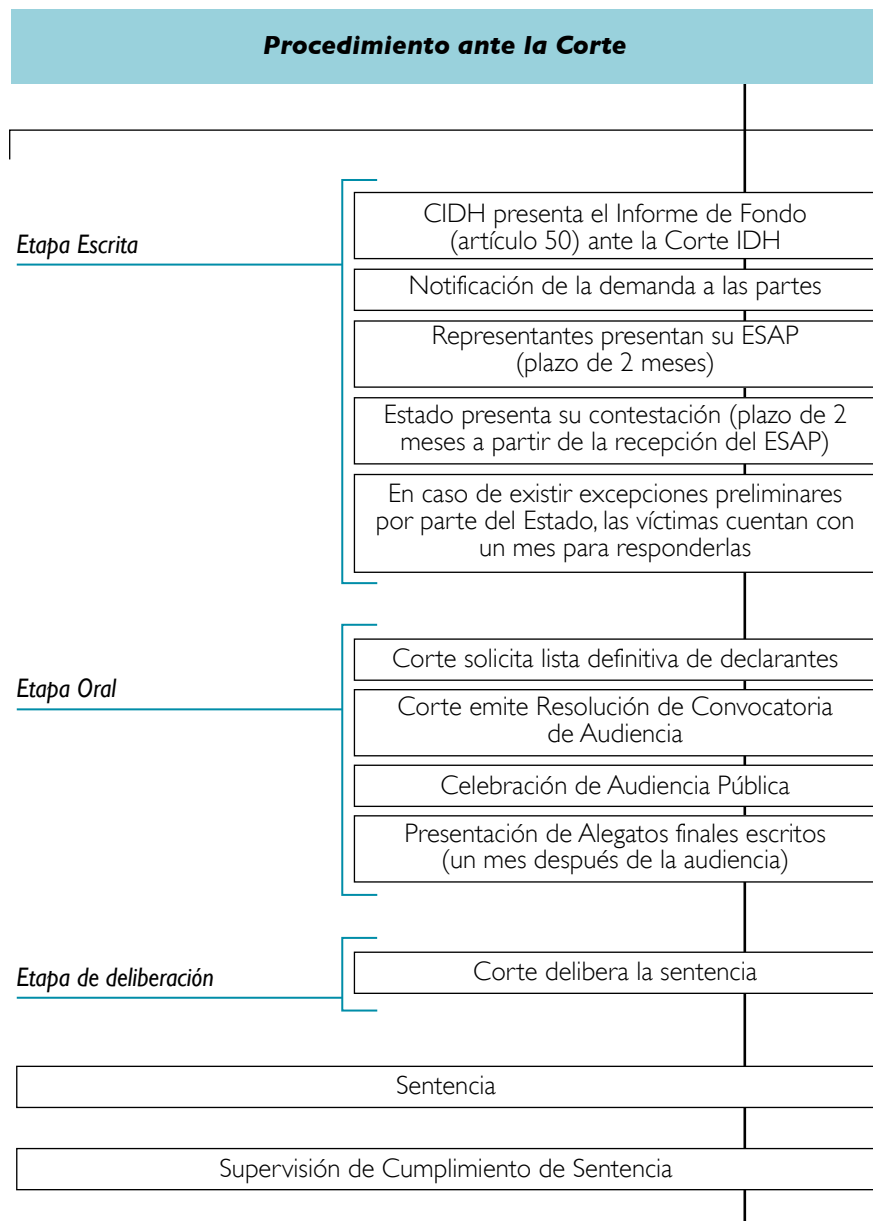 Procedimiento ante la Corte
Etapa Escrita
CIDH presenta el Informe de Fondo
(artículo 50) ante la Corte IDH
Notificación de la demanda a las partes
Representantes presentan su ESAP
(plazo de 2 meses)
Estado presenta su contestación (plazo de 2
meses a partir de la recepción del ESAP)
En caso de existir excepciones preliminares
por parte del Estado, las víctimas cuentan con
un mes para responderlas
Etapa Oral
Corte solicita lista definitiva de declarantes
Corte emite Resolución de Convocatoria
de Audiencia
Celebración de Audiencia Pública
Presentación de Alegatos finales escritos
(un mes después de la audiencia)
Etapa de deliberación
Corte delibera la sentencia
Sentencia
Supervisión de Cumplimiento de Sentencia